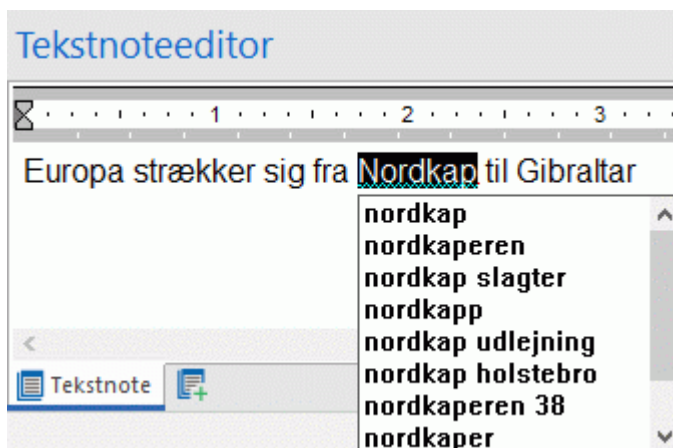 Tekstnoteeditor
1 2 3
Europa strækker sig fra Nordkap til Gibraltar
nordkap
nordkaperen
nordkap slagter
nordkapp
nordkap udlejning
nordkap holstebro
nordkaperen 38
nordkaper
Tekstnote